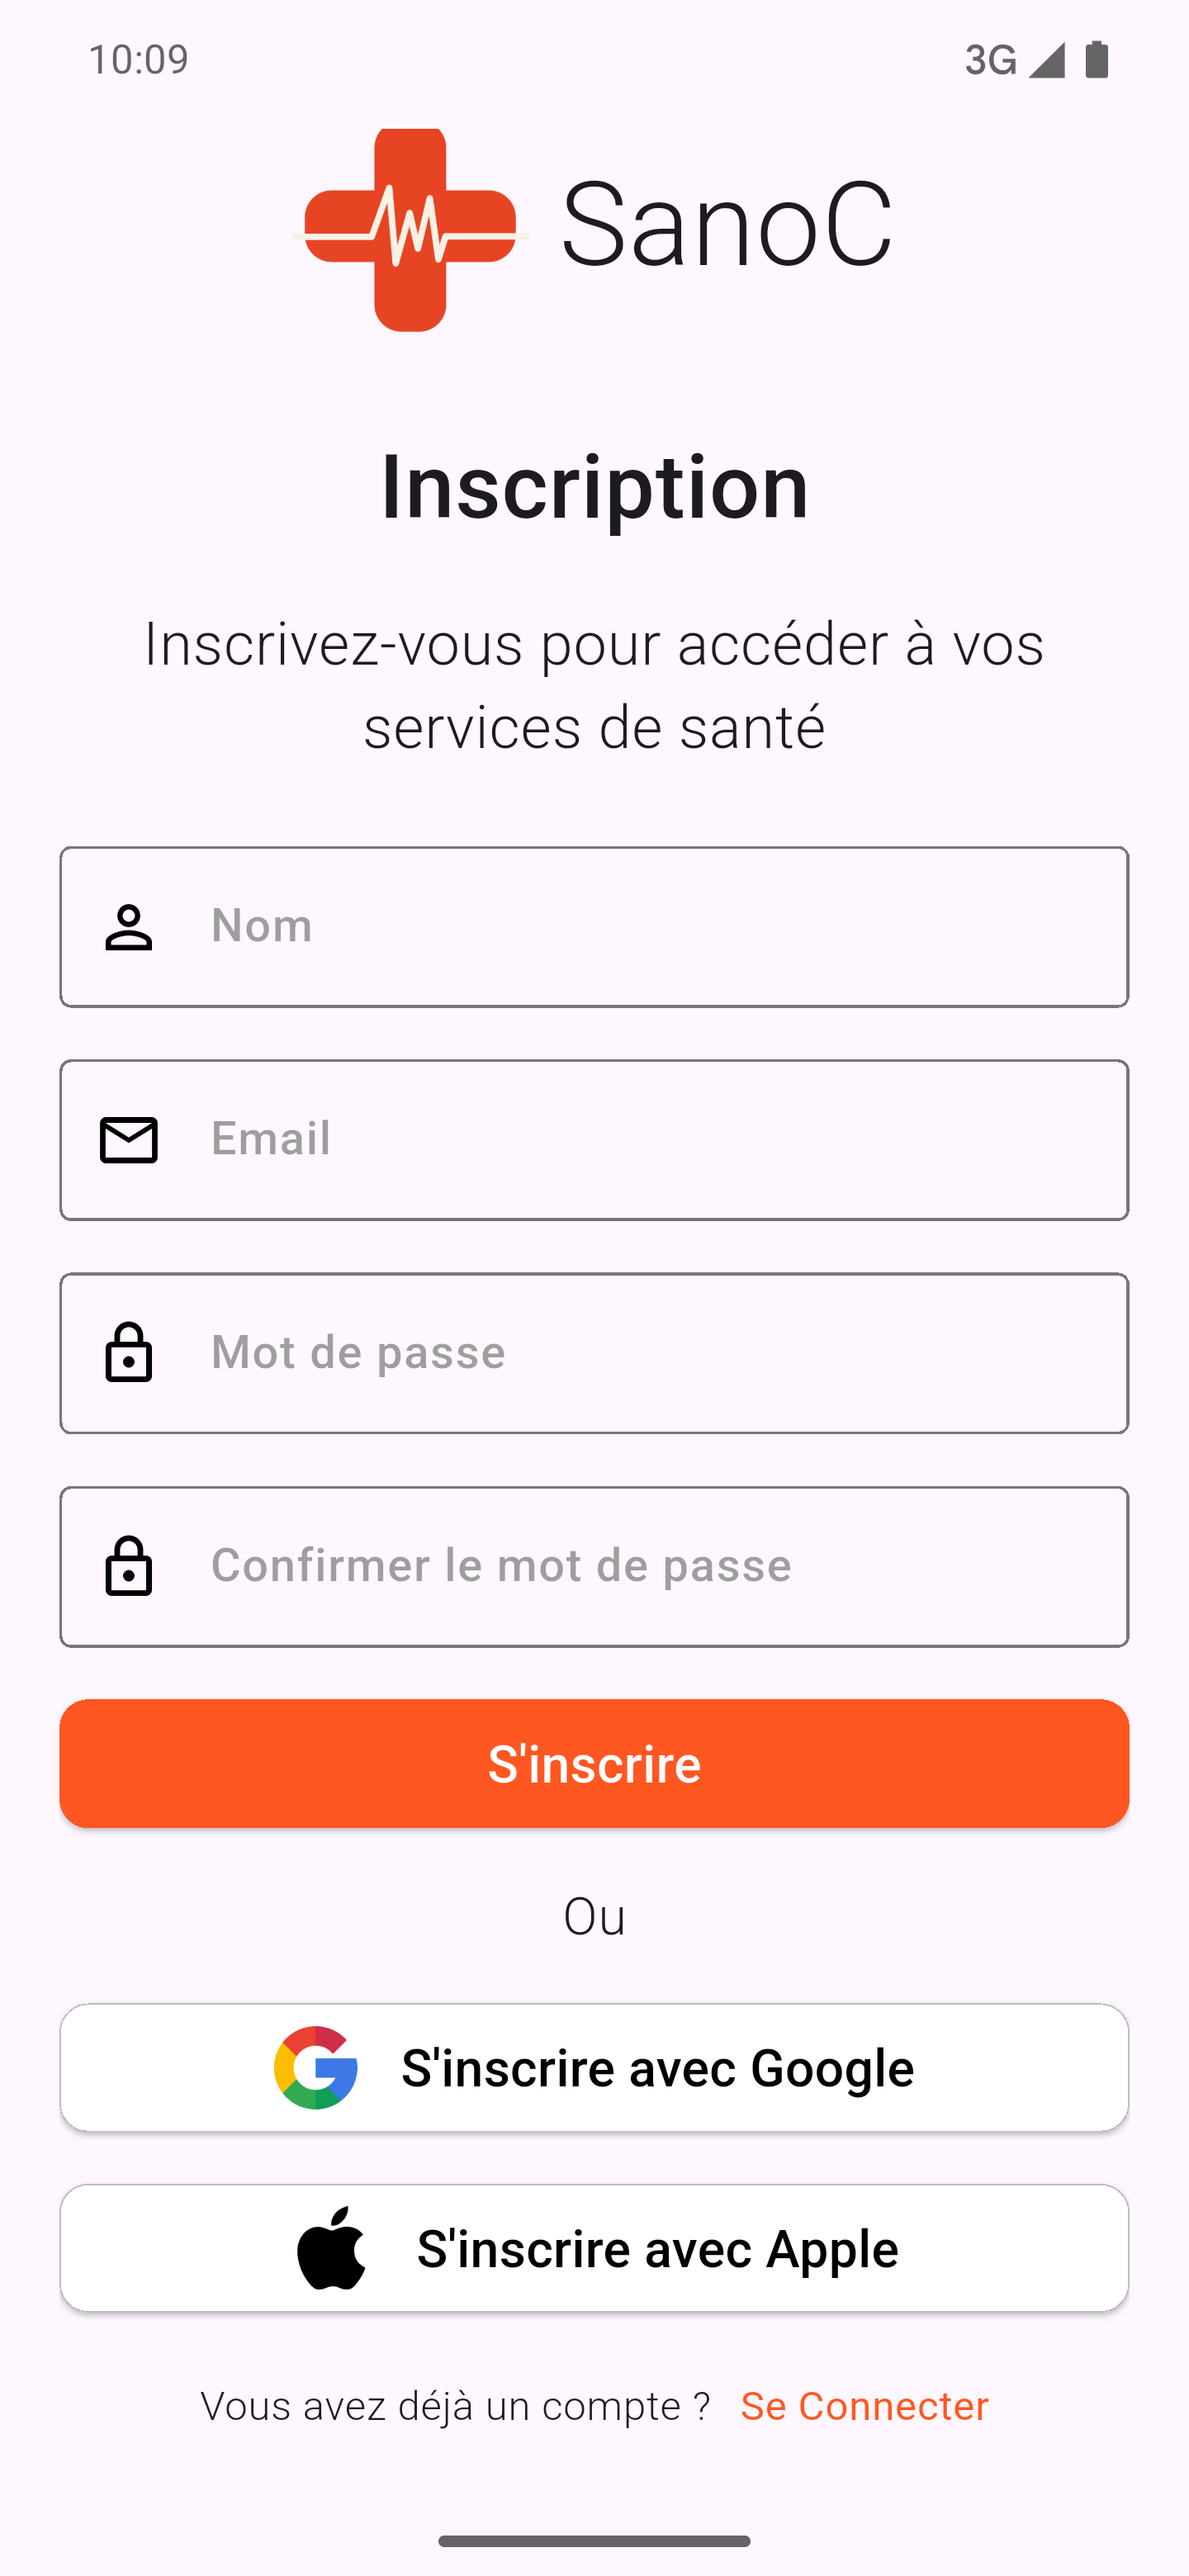 10:09 3G
SanoC
Inscription
Inscrivez-vous pour accéder à vos
services de santé
Nom
Email
Mot de passe
Confirmer le mot de passe
S'inscrire
Ou
S'inscrire avec Google
S'inscrire avec Apple
Vous avez déjà un compte ? Se Connecter